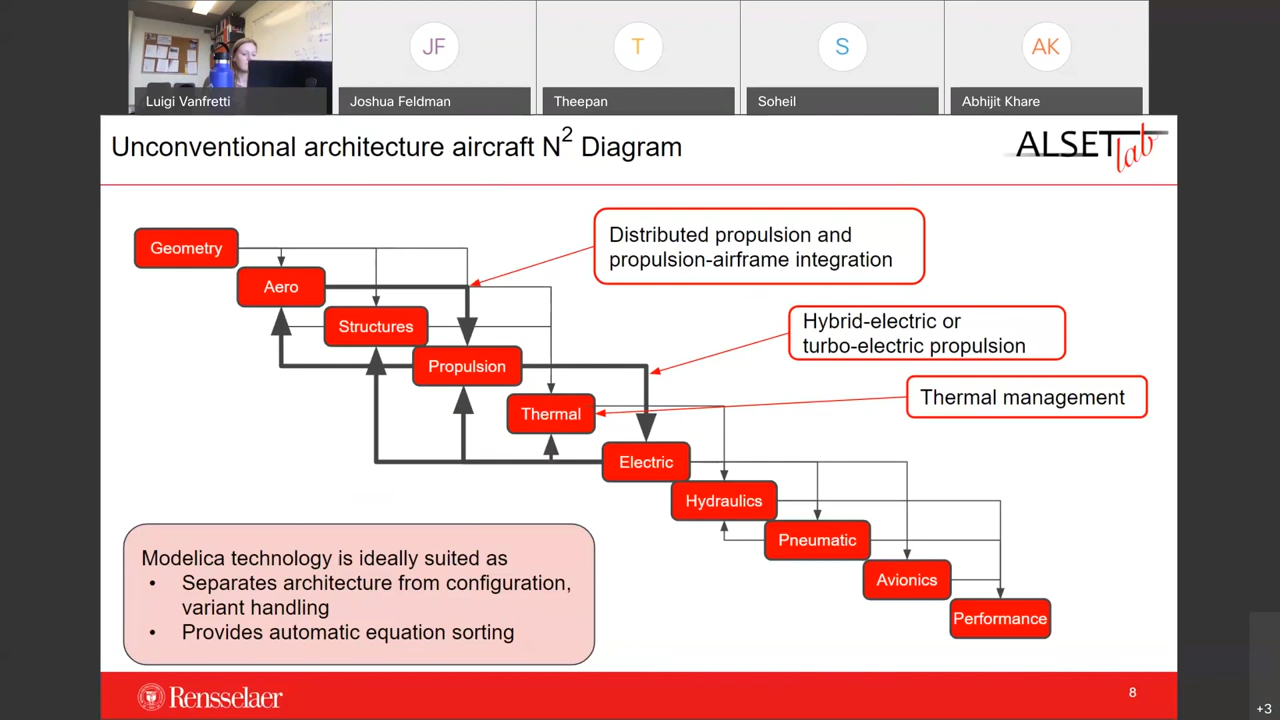 JF
T
S
AK
Luigi Vanfretti
Joshua Feldman
Theepan
Soheil
Abhijit Khare
Unconventional architecture aircraft N2 Diagram
ALSET lab
Geometry
Distributed propulsion and
propulsion-airframe integration
Aero
Structures
Hybrid-electric or
turbo-electric propulsion
Propulsion
Thermal management
Thermal
Electric
Hydraulics
Pneumatic
Avionics
Performance
Modelica technology is ideally suited as
• Separates architecture from configuration,
variant handling
• Provides automatic equation sorting
Rensselaer
8
+3